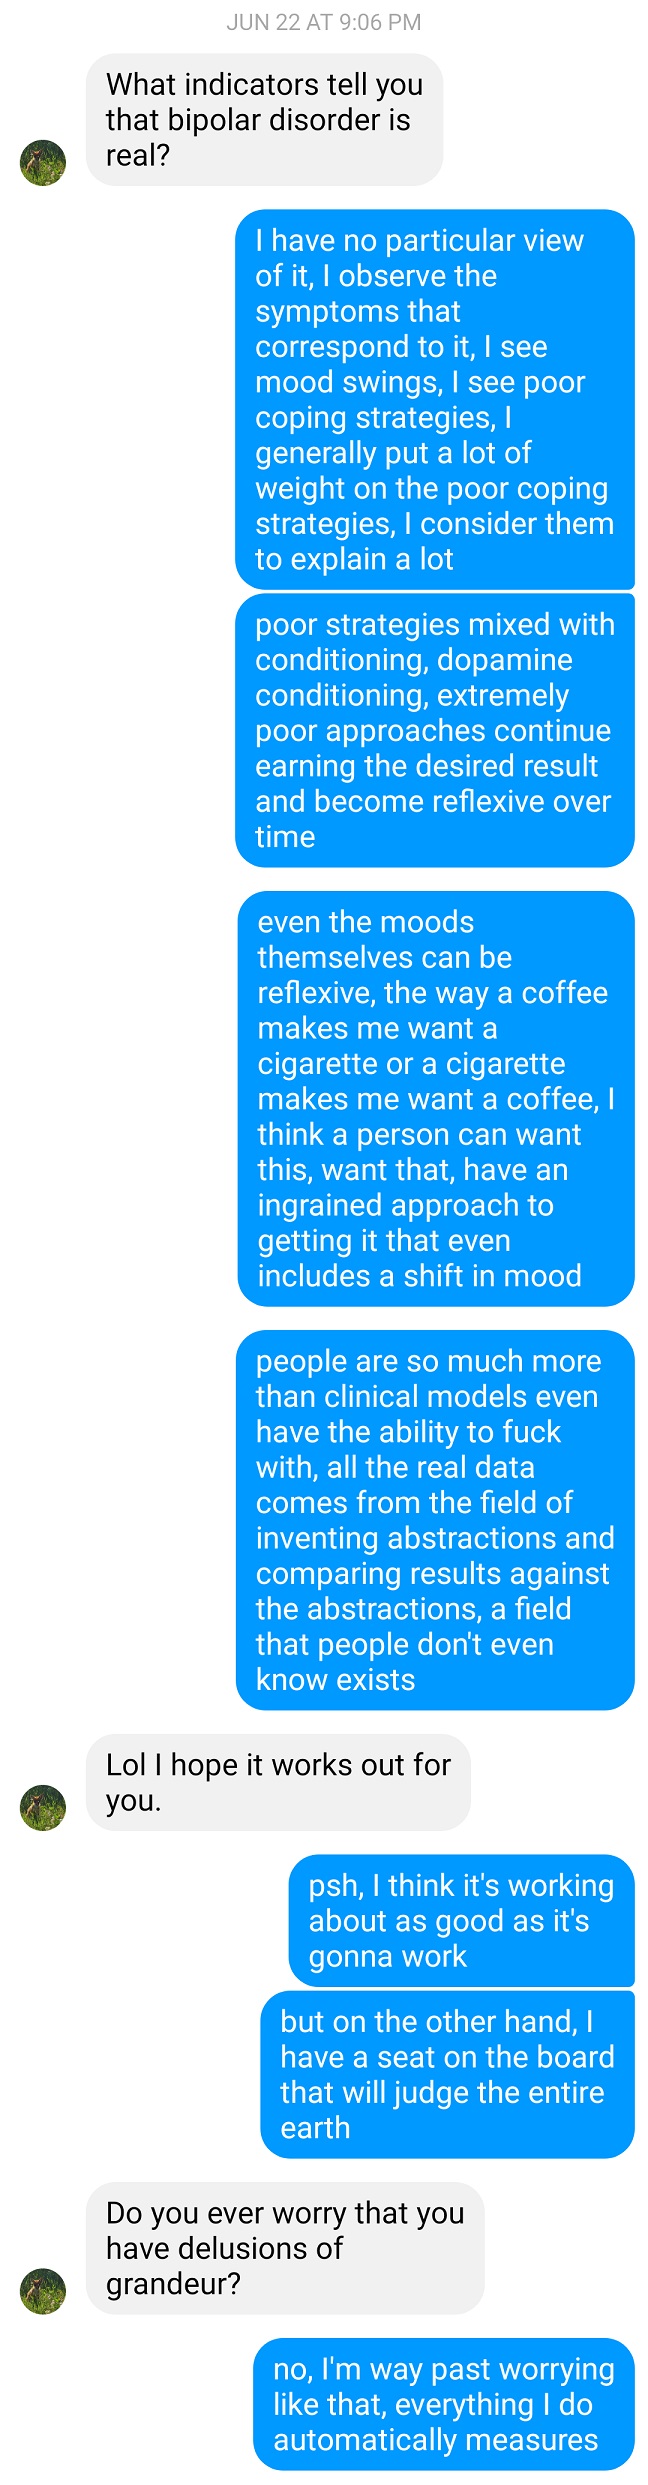 JUN 22 AT 9:06 PM
What indicators tell you
that bipolar disorder is
real?
I have no particular view
of it, I observe the
symptoms that
correspond to it, I see
mood swings, I see poor
coping strategies, I
generally put a lot of
weight on the poor coping
strategies, I consider them
to explain a lot
poor strategies mixed with
conditioning, dopamine
conditioning, extremely
poor approaches continue
earning the desired result
and become reflexive over
time
even the moods
themselves can be
reflexive, the way a coffee
makes me want a
cigarette or a cigarette
makes me want a coffee, I
think a person can want
this, want that, have an
ingrained approach to
getting it that even
includes a shift in mood
people are so much more
than clinical models even
have the ability to fuck
with, all the real data
comes from the field of
inventing abstractions and
comparing results against
the abstractions, a field
that people don't even
know exists
Lol I hope it works out for
you.
psh, I think it's working
about as good as it's
gonna work
but on the other hand, I
have a seat on the board
that will judge the entire
earth
Do you ever worry that you
have delusions of
grandeur?
no, I'm way past worrying
like that, everything I do
automatically measures